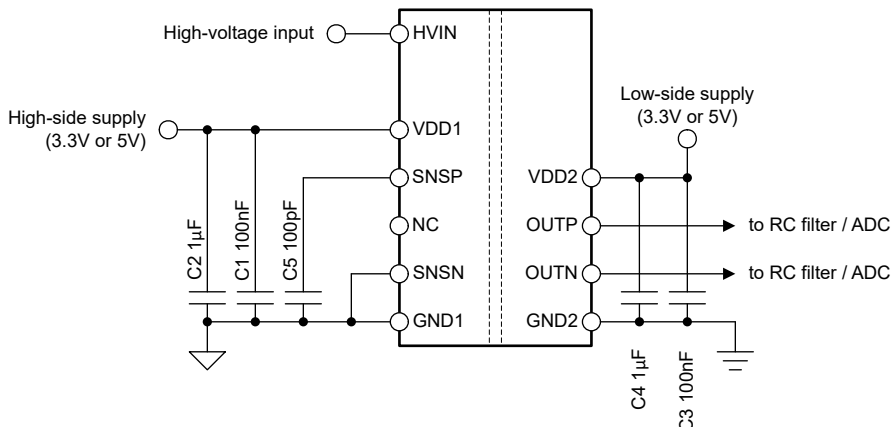 High-voltage input
HVIN
High-side supply
(3.3V or 5V)
VDD1
SNSP
NC
SNSN
GND1
C2 1µF
C1 100nF
C5 100pF
Low-side supply
(3.3V or 5V)
VDD2
OUTP
to RC filter / ADC
OUTN
to RC filter / ADC
GND2
C4 1µF
C3 100nF